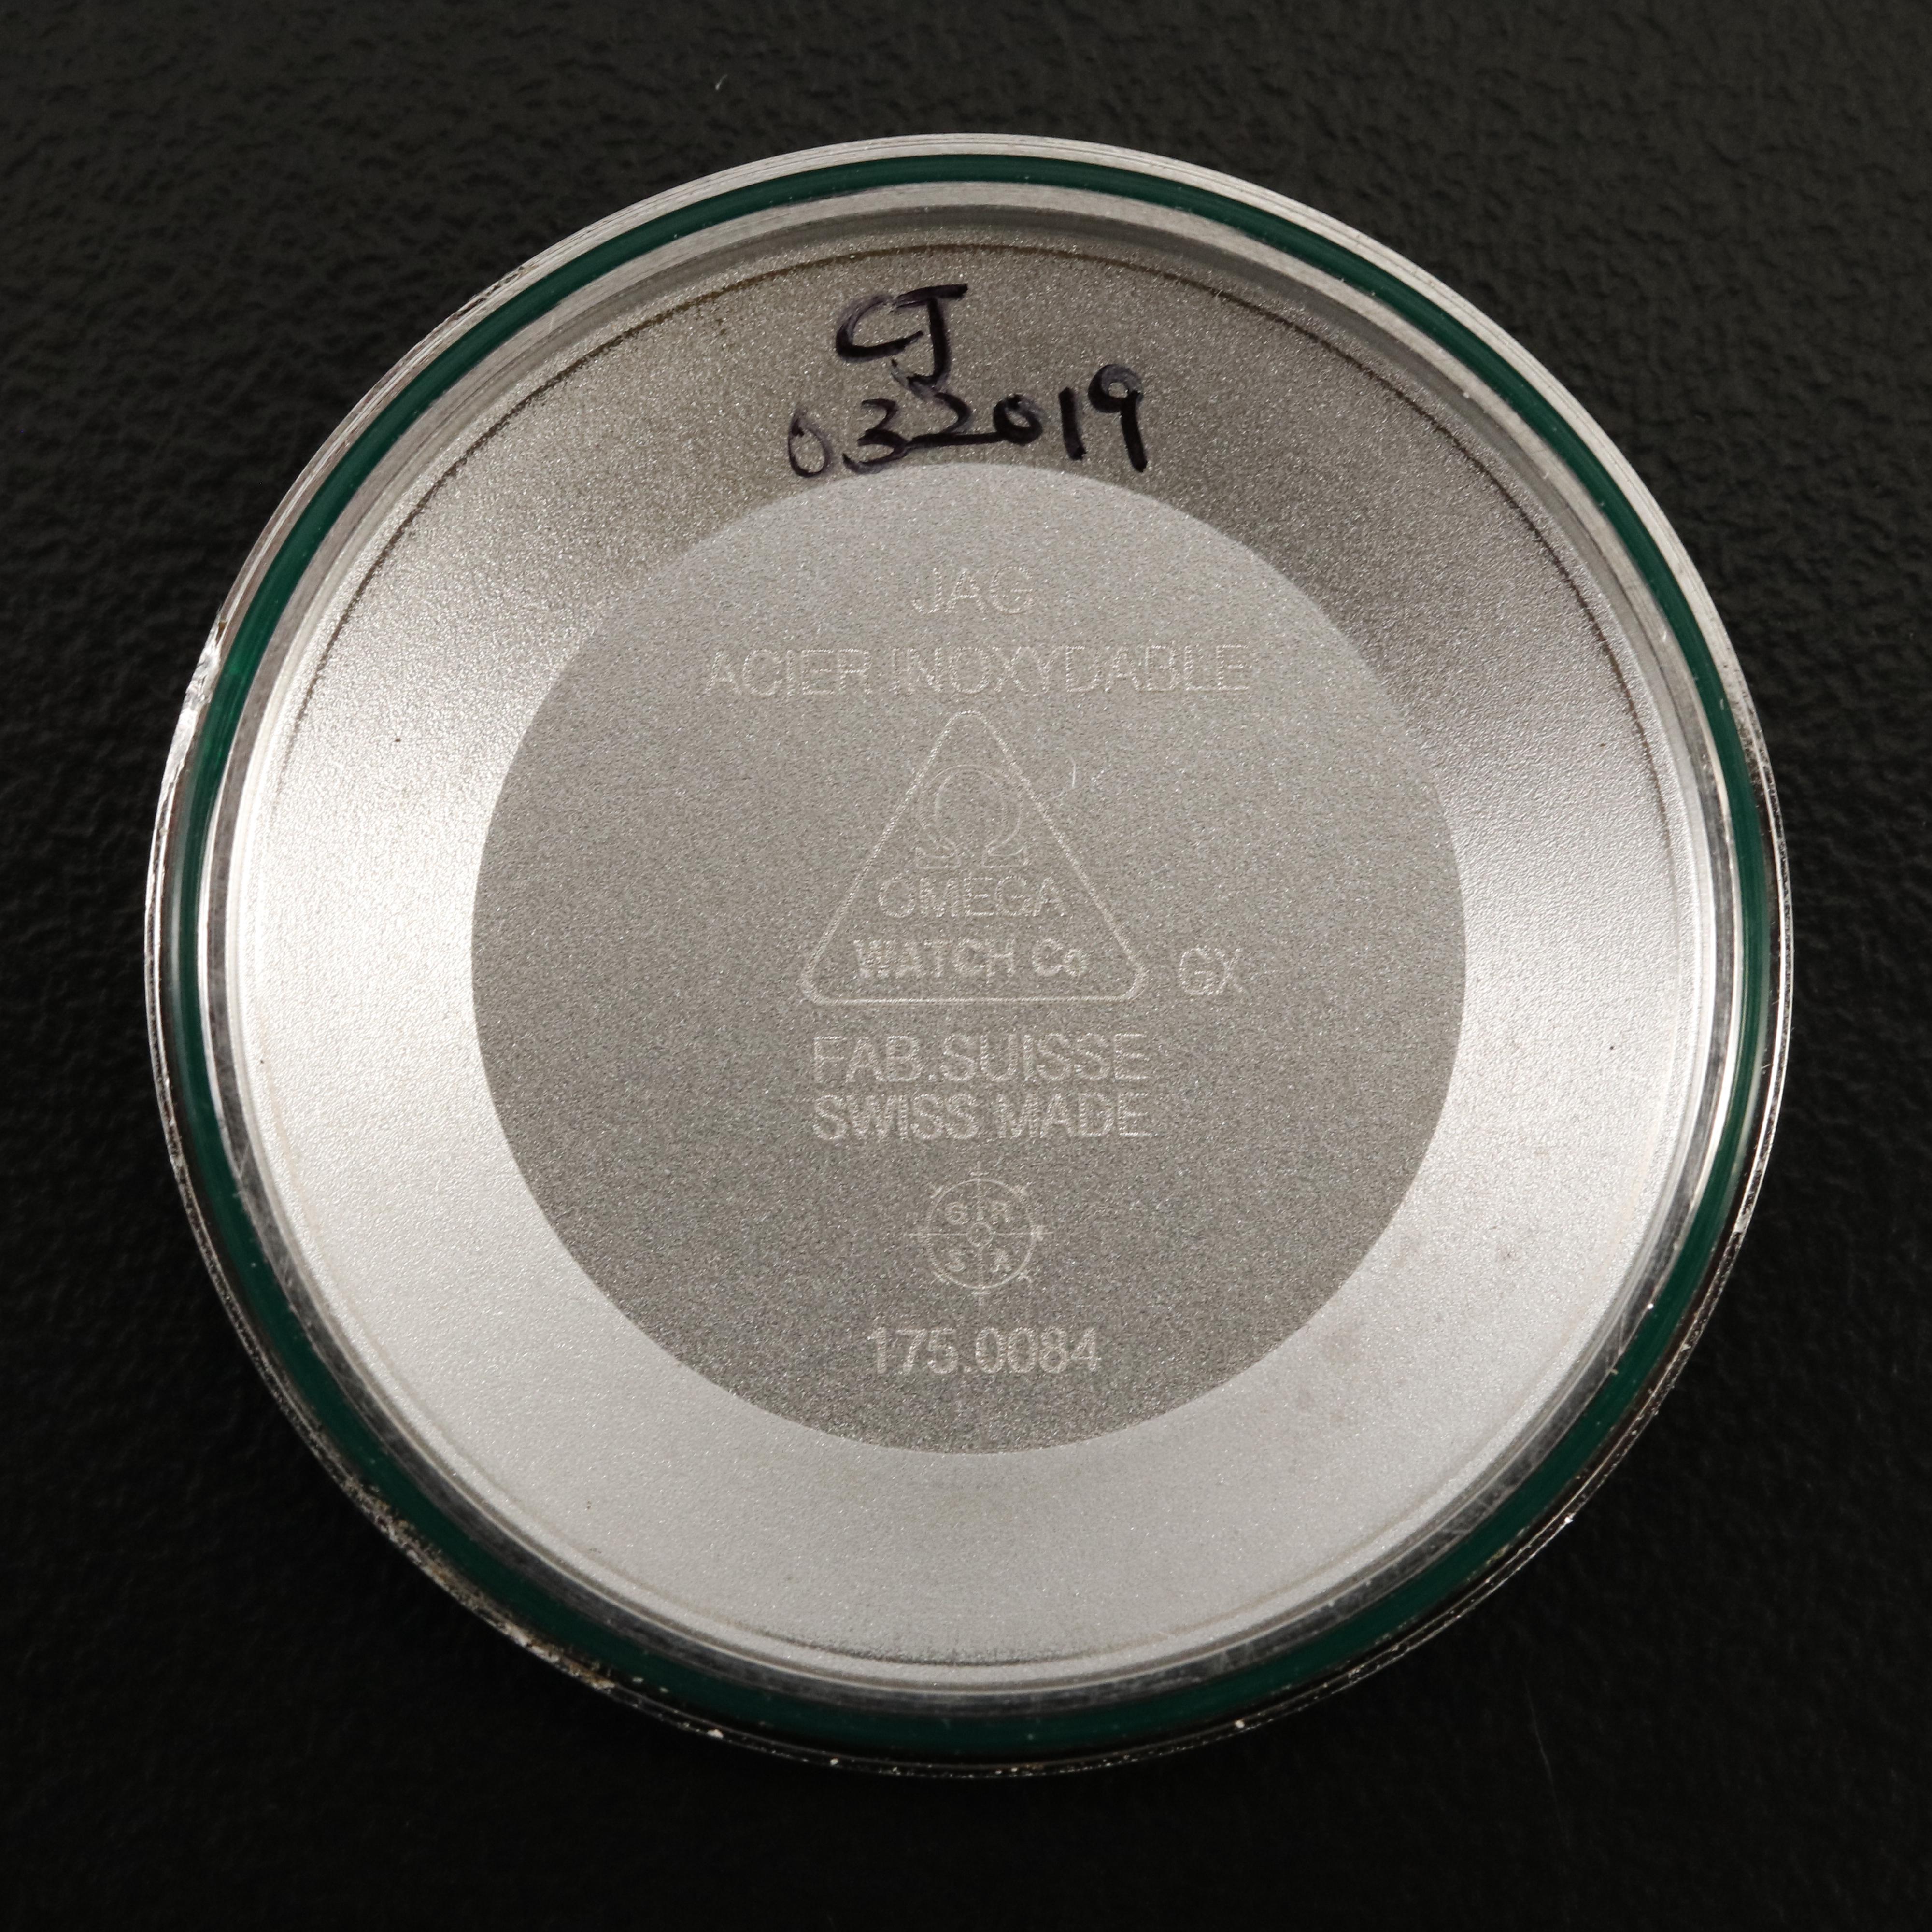 CJ
032019
JAG
ACIER INOXYDABLE
Ω
OMEGA
WATCH Co
GX
FAB.SUISSE
SWISS MADE
G I R
S A
175.0084